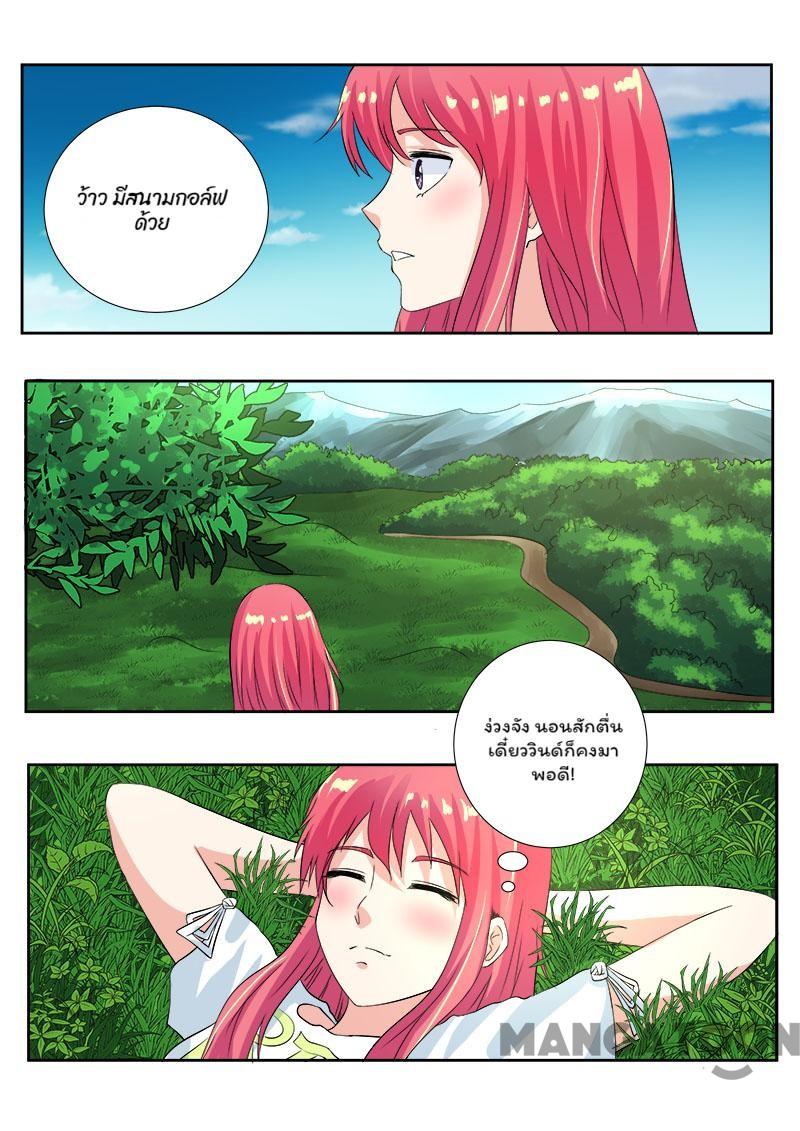 ว้าว มีสนามกอล์ฟ
ด้วย
ง่วงจัง นอนสักตื่น
เดี๋ยววินด์ก็คงมา
พอดี!
MANGATOON